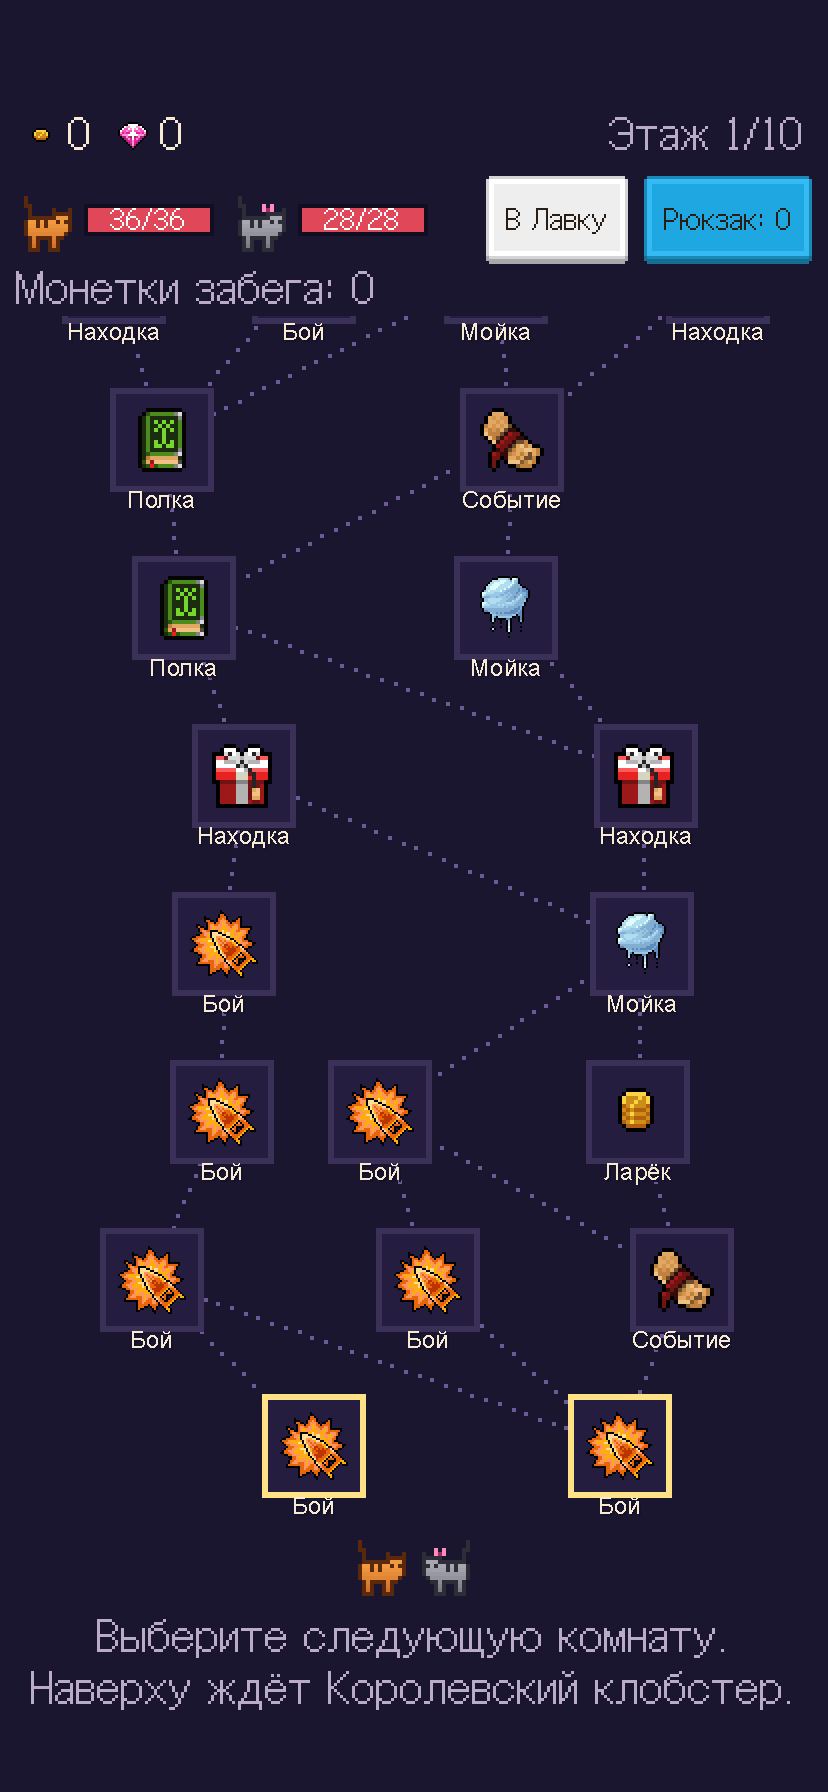 0 0 Этаж 1/10
36/36 28/28 В Лавку Рюкзак: 0
Монетки забега: 0
Находка Бой Мойка Находка
Полка Событие
Полка Мойка
Находка Находка
Бой Мойка
Бой Бой Ларёк
Бой Бой Событие
Бой Бой
Выберите следующую комнату.
Наверху ждёт Королевский клобстер.